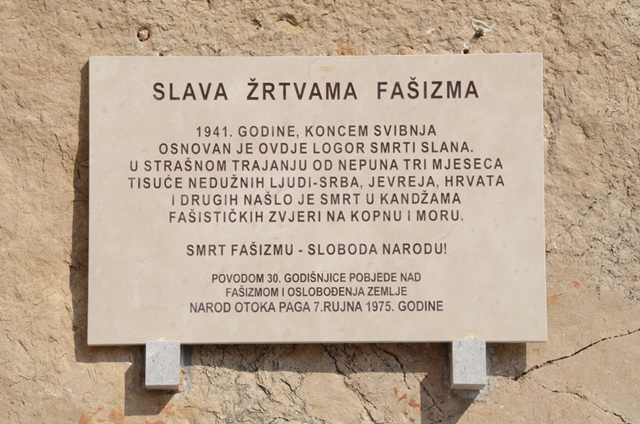 SLAVA ŽRTVAMA FAŠIZMA
1941. GODINE, KONCEM SVIBNJA
OSNOVAN JE OVDJE LOGOR SMRTI SLANA.
U STRAŠNOM TRAJANJU OD NEPUNA TRI MJESECA
TISUĆE NEDUŽNIH LJUDI-SRBA, JEVREJA, HRVATA
I DRUGIH NAŠLO JE SMRT U KANDŽAMA
FAŠISTIČKIH ZVJERI NA KOPNU I MORU.
SMRT FAŠIZMU - SLOBODA NARODU!
POVODOM 30. GODIŠNJICE POBJEDE NAD
FAŠIZMOM I OSLOBOĐENJA ZEMLJE
NAROD OTOKA PAGA 7.RUJNA 1975. GODINE